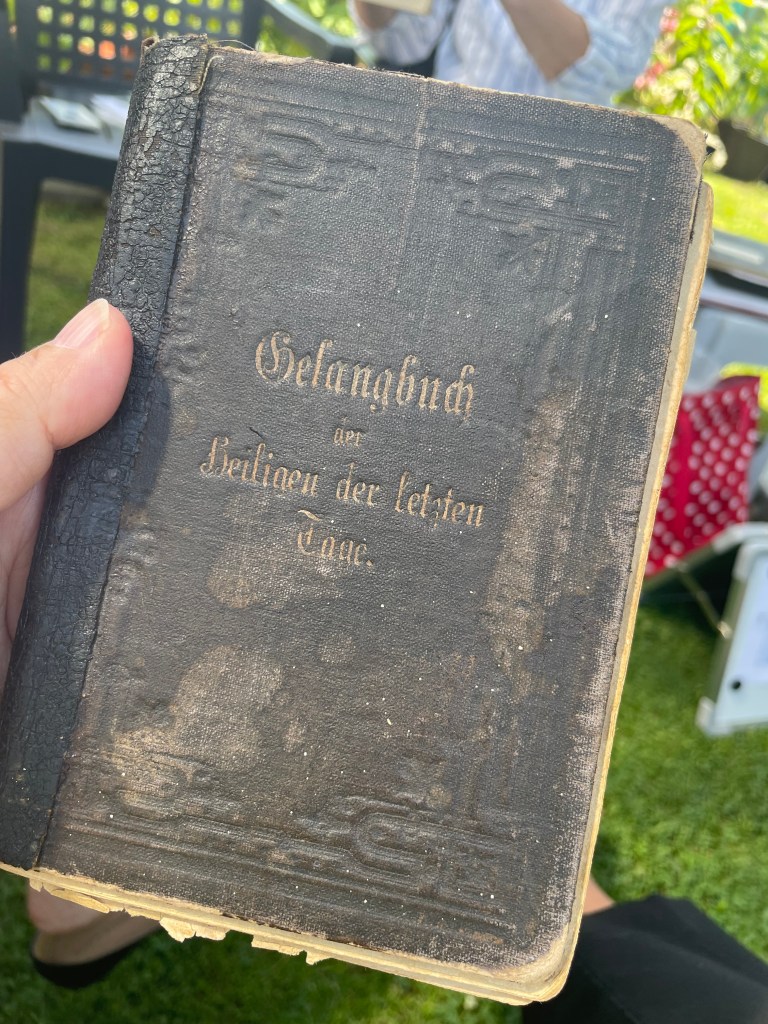 Gesangbuch
der
Heiligen der letzten
Tage.